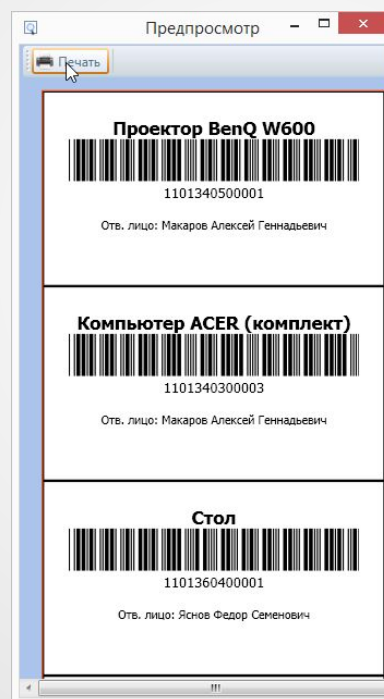 Предпросмотр
Печать
Проектор BenQ W600
1101340500001
Отв. лицо: Макаров Алексей Геннадьевич
Компьютер ACER (комплект)
1101340300003
Отв. лицо: Макаров Алексей Геннадьевич
Стол
1101360400001
Отв. лицо: Яснов Федор Семенович